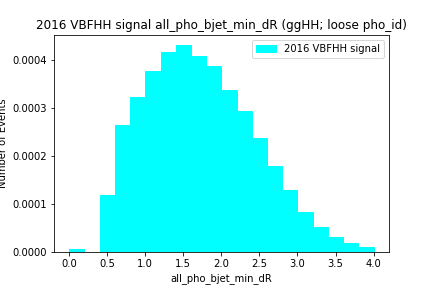 2016 VBFHH signal all_pho_bjet_min_dR (ggHH; loose pho_id)
2016 VBFHH signal
0.0004
0.0003
0.0002
0.0001
0.0000
Number of Events
0.0 0.5 1.0 1.5 2.0 2.5 3.0 3.5 4.0
all_pho_bjet_min_dR